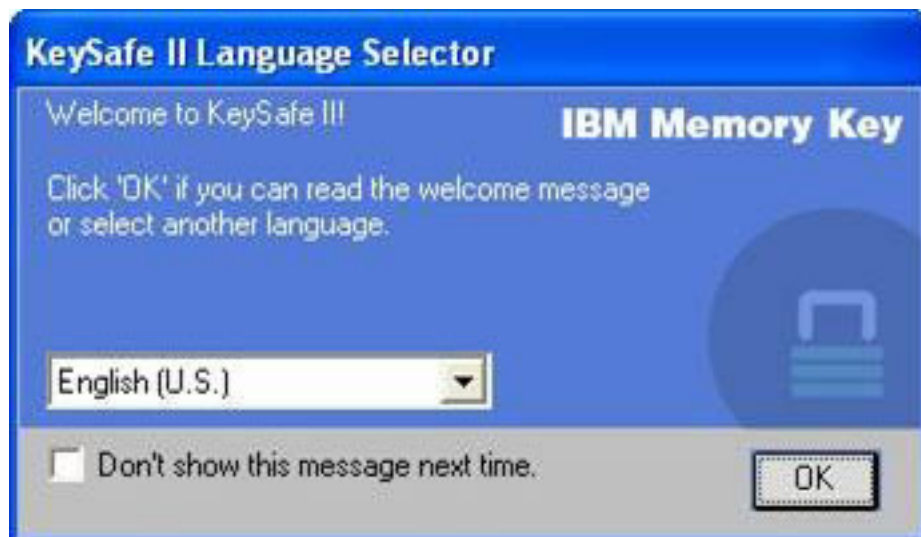 KeySafe II Language Selector
Welcome to KeySafe II!
IBM Memory Key
Click 'OK' if you can read the welcome message
or select another language.
English (U.S.)
Don't show this message next time.
OK